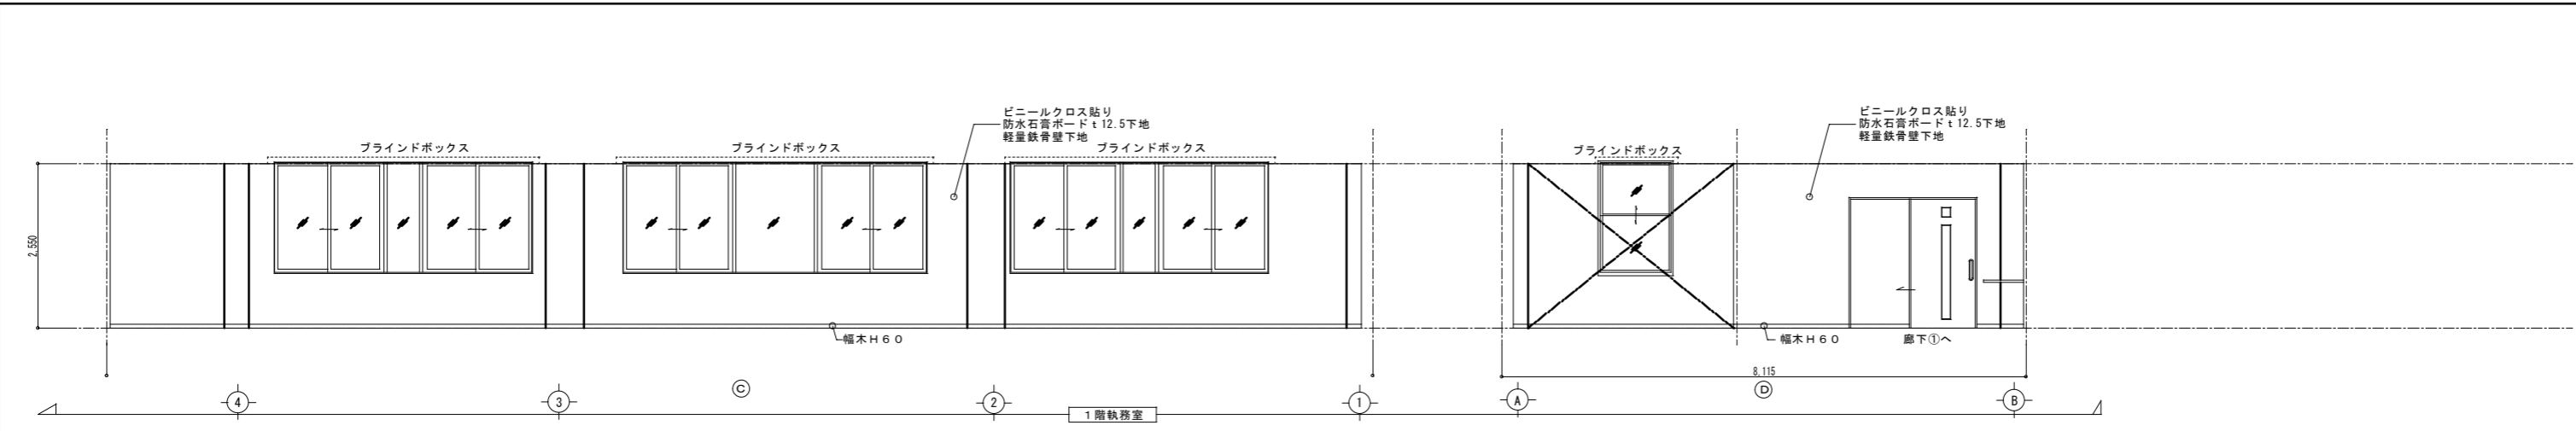 ビニールクロス貼り
防水石膏ボードｔ12.5下地
軽量鉄骨壁下地
ビニールクロス貼り
防水石膏ボードｔ12.5下地
軽量鉄骨壁下地
ブラインドボックス
ブラインドボックス
ブラインドボックス
ブラインドボックス
2,550
幅木Ｈ６０
幅木Ｈ６０
廊下①へ
8,115
Ⓒ
Ⓓ
4
3
2
1
A
B
１階執務室